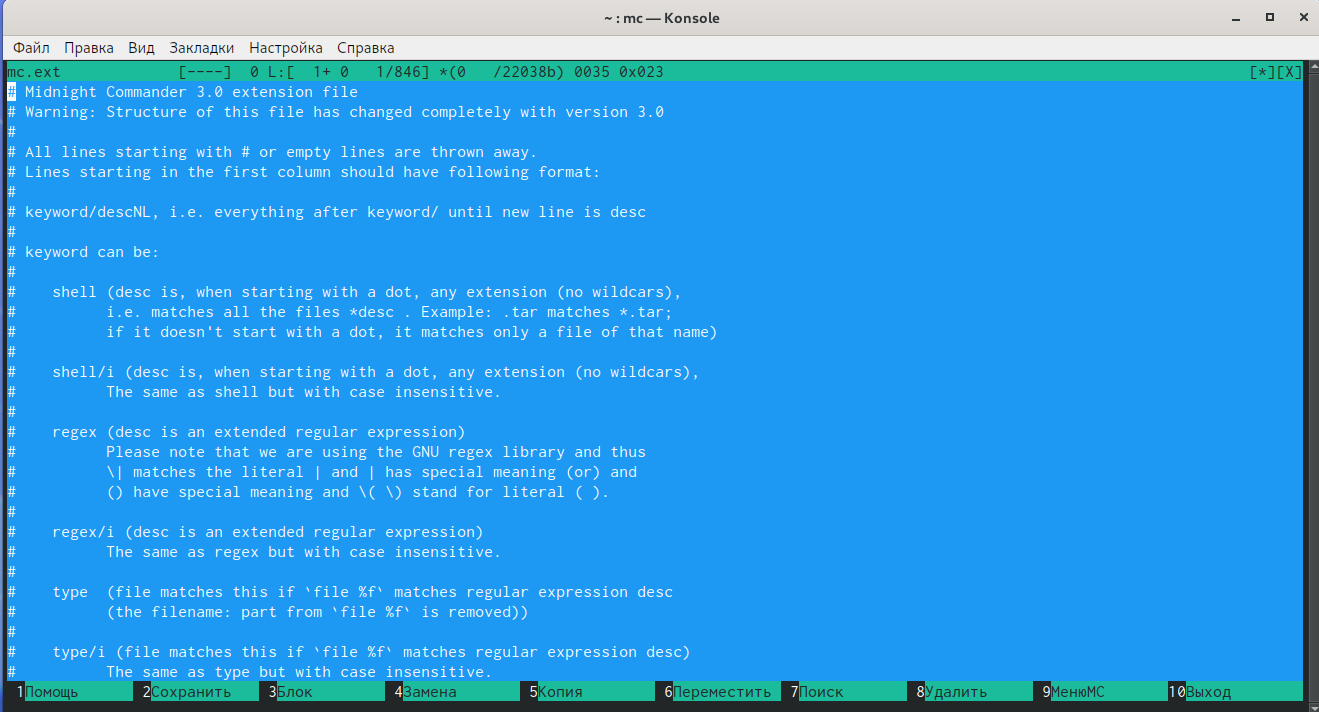 ~ : mc — Konsole
Файл Правка Вид Закладки Настройка Справка
mc.ext [----] 0 L:[ 1+ 0 1/846] *(0 /22038b) 0035 0x023 [*][X]
# Midnight Commander 3.0 extension file
# Warning: Structure of this file has changed completely with version 3.0
#
# All lines starting with # or empty lines are thrown away.
# Lines starting in the first column should have following format:
#
# keyword/descNL, i.e. everything after keyword/ until new line is desc
#
# keyword can be:
#
#    shell (desc is, when starting with a dot, any extension (no wildcars),
#          i.e. matches all the files *desc . Example: .tar matches *.tar;
#          if it doesn't start with a dot, it matches only a file of that name)
#
#    shell/i (desc is, when starting with a dot, any extension (no wildcars),
#          The same as shell but with case insensitive.
#
#    regex (desc is an extended regular expression)
#          Please note that we are using the GNU regex library and thus
#          \| matches the literal | and | has special meaning (or) and
#          () have special meaning and \( \) stand for literal ( ).
#
#    regex/i (desc is an extended regular expression)
#          The same as regex but with case insensitive.
#
#    type  (file matches this if `file %f` matches regular expression desc
#          (the filename: part from `file %f` is removed))
#
#    type/i (file matches this if `file %f` matches regular expression desc)
#          The same as type but with case insensitive.
1Помощь 2Сохранить 3Блок 4Замена 5Копия 6Переместить 7Поиск 8Удалить 9МенюМС 10Выход